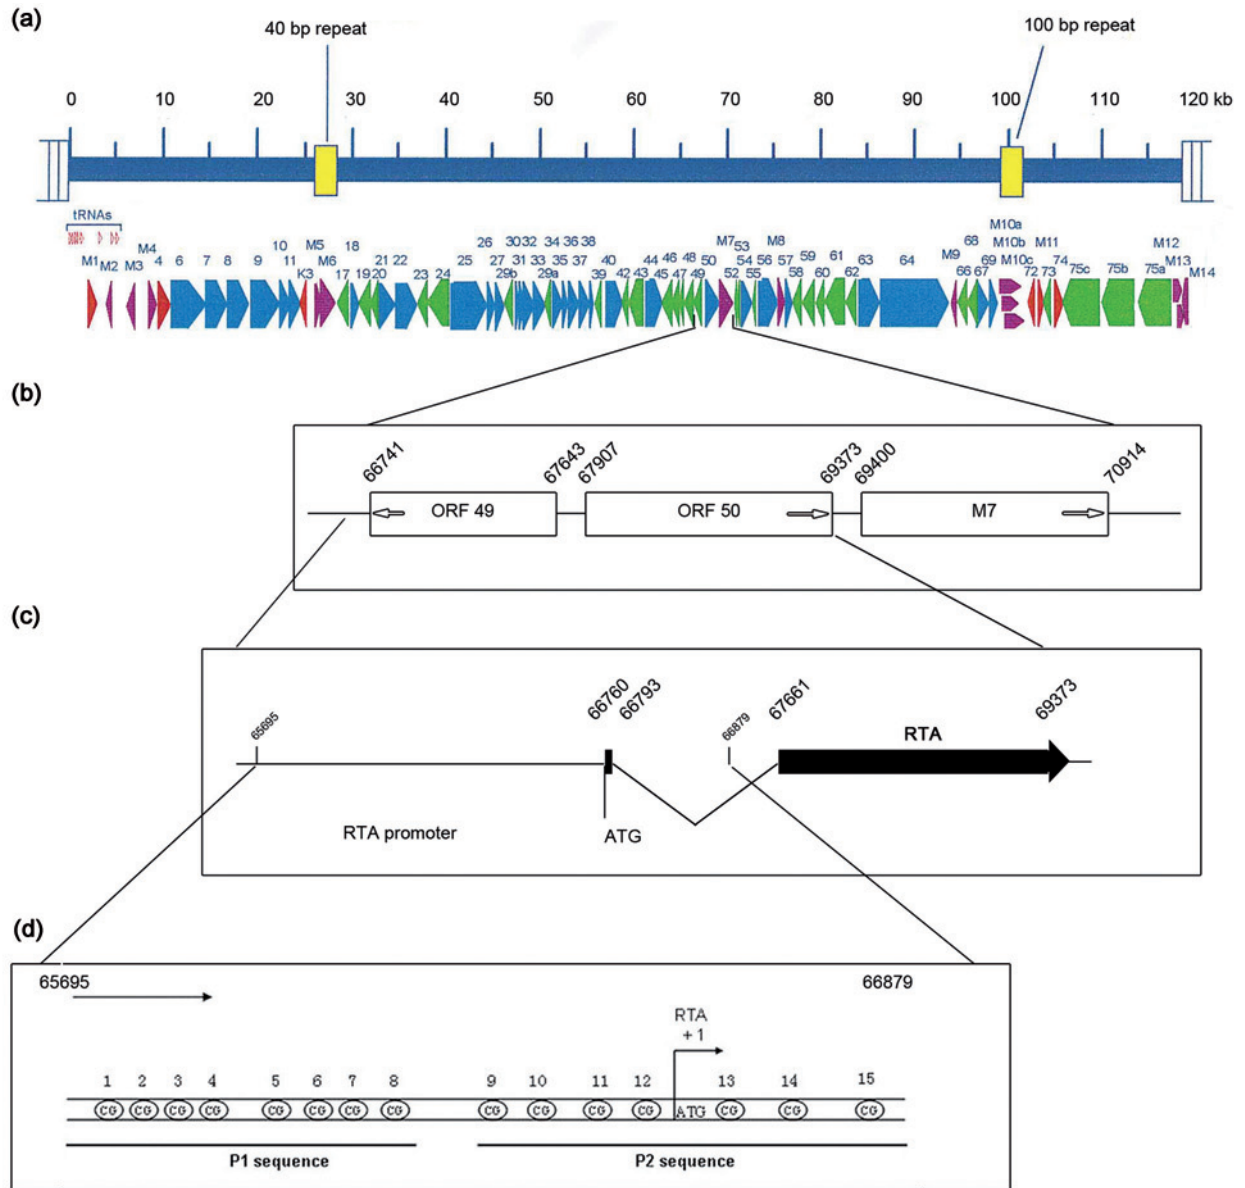 (a)
40 bp repeat
100 bp repeat
0 10 20 30 40 50 60 70 80 90 100 110 120 kb
tRNAs
M10a
M4 10 M5 18 21 26 30 32 34 36 38 46 48 M7 53 M8 59 61 M9 68 M10b M11 74 M12
M1 M2 M3 4 6 7 8 9 11 K3 M6 17 19 20 22 23 24 25 27 29b 31 33 29a 35 37 39 40 42 43 44 45 47 49 50 52 54 55 56 57 58 60 62 63 64 66 67 69 M10c 72 73 75c 75b 75a M13 M14
(b)
66741 67643 67907 69373 69400 70914
ORF 49 ORF 50 M7
(c)
65695 66760 66793 66879 67661 69373
RTA
RTA promoter ATG
(d)
65695 66879
RTA
+ 1
1 2 3 4 5 6 7 8 9 10 11 12 13 14 15
CG CG CG CG CG CG CG CG CG CG CG CG ATG CG CG CG
P1 sequence P2 sequence